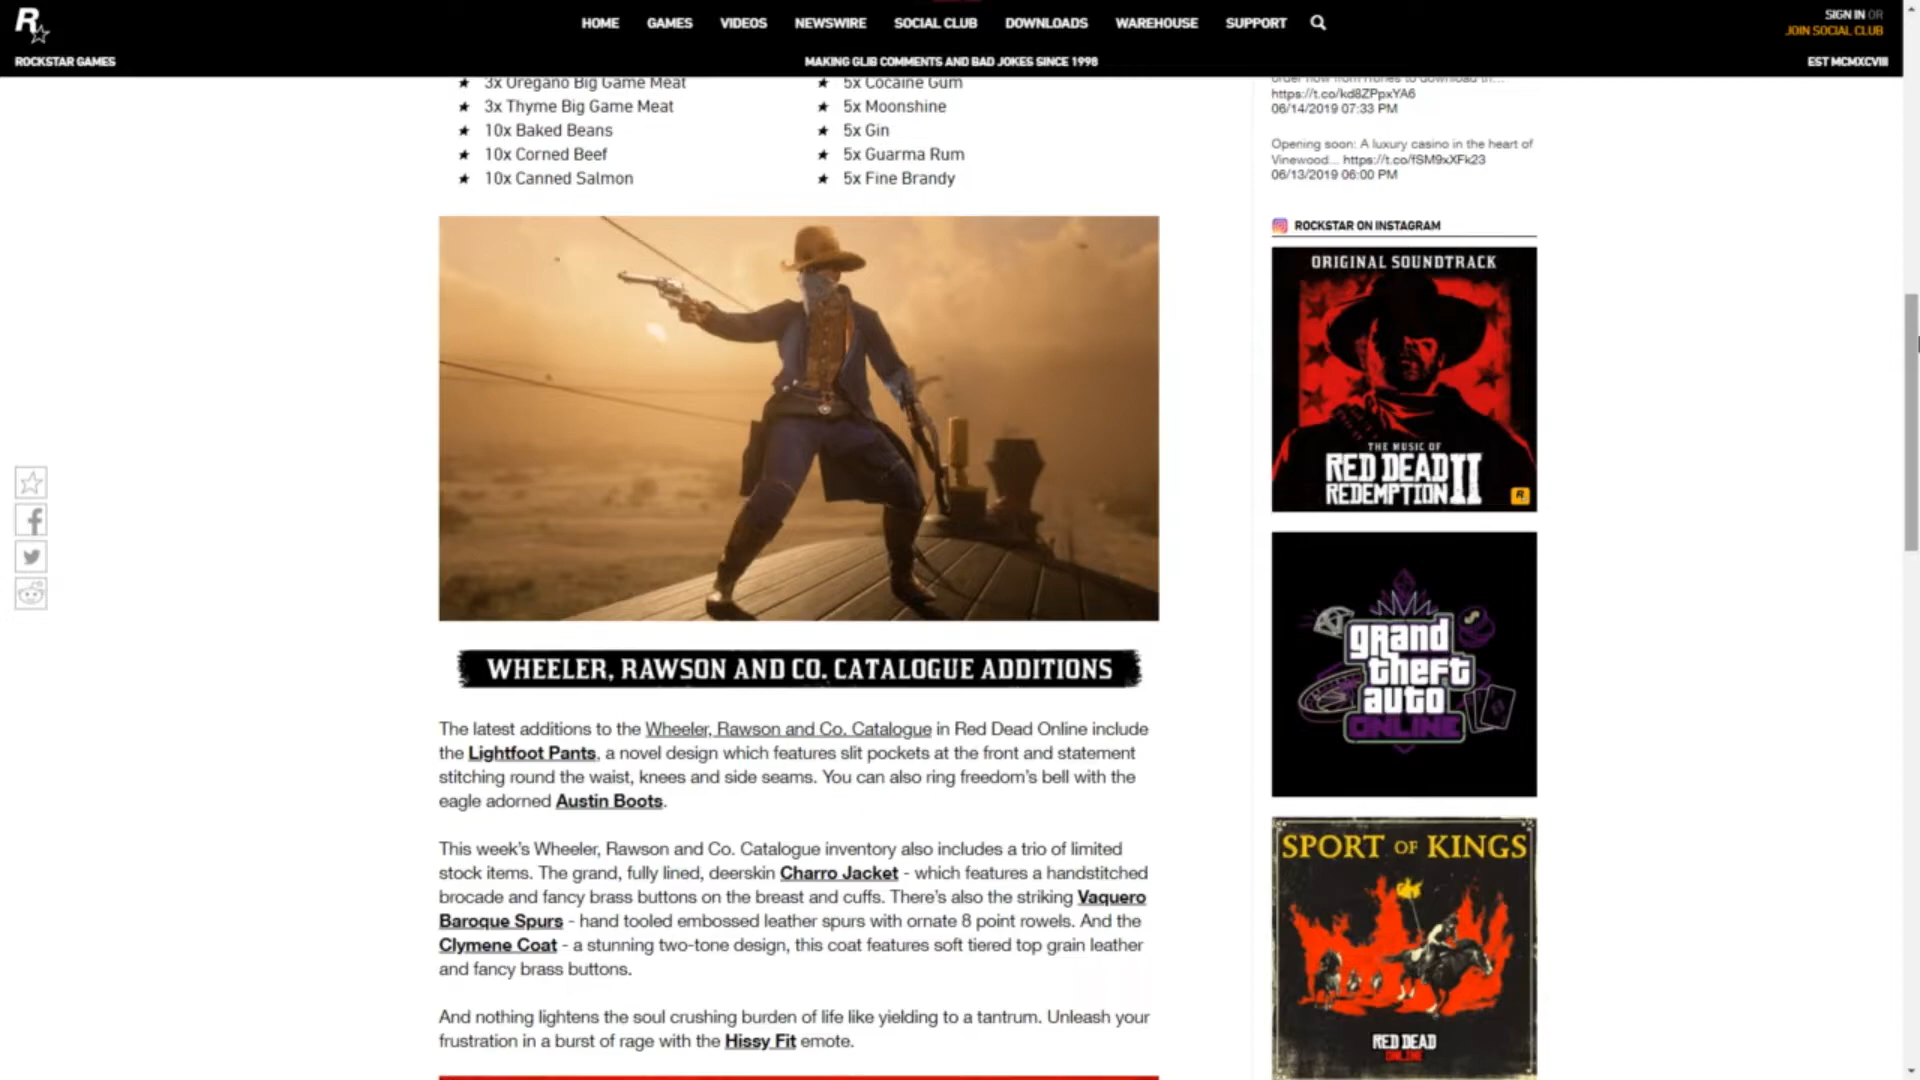 HOME GAMES VIDEOS NEWSWIRE SOCIAL CLUB DOWNLOADS WAREHOUSE SUPPORT
SIGN IN OR
JOIN SOCIAL CLUB
ROCKSTAR GAMES
MAKING GLIB COMMENTS AND BAD JOKES SINCE 1998
EST MCMXCVIII
★ 3x Oregano Big Game Meat
★ 3x Thyme Big Game Meat
★ 10x Baked Beans
★ 10x Corned Beef
★ 10x Canned Salmon
★ 5x Cocaine Gum
★ 5x Moonshine
★ 5x Gin
★ 5x Guarma Rum
★ 5x Fine Brandy
WHEELER, RAWSON AND CO. CATALOGUE ADDITIONS
The latest additions to the Wheeler, Rawson and Co. Catalogue in Red Dead Online include
the Lightfoot Pants, a novel design which features slit pockets at the front and statement
stitching round the waist, knees and side seams. You can also ring freedom's bell with the
eagle adorned Austin Boots.
This week's Wheeler, Rawson and Co. Catalogue inventory also includes a trio of limited
stock items. The grand, fully lined, deerskin Charro Jacket - which features a handstitched
brocade and fancy brass buttons on the breast and cuffs. There's also the striking Vaquero
Baroque Spurs - hand tooled embossed leather spurs with ornate 8 point rowels. And the
Clymene Coat - a stunning two-tone design, this coat features soft tiered top grain leather
and fancy brass buttons.
And nothing lightens the soul crushing burden of life like yielding to a tantrum. Unleash your
frustration in a burst of rage with the Hissy Fit emote.
order now from iTunes to download th...
https://t.co/kd8ZPpxYA6
06/14/2019 07:33 PM
Opening soon: A luxury casino in the heart of
Vinewood... https://t.co/fSM9xXFk23
06/13/2019 06:00 PM
ROCKSTAR ON INSTAGRAM
ORIGINAL SOUNDTRACK
THE MUSIC OF
RED DEAD
REDEMPTION II
R
grand
theft
auto
ONLINE
SPORT OF KINGS
RED DEAD
ONLINE